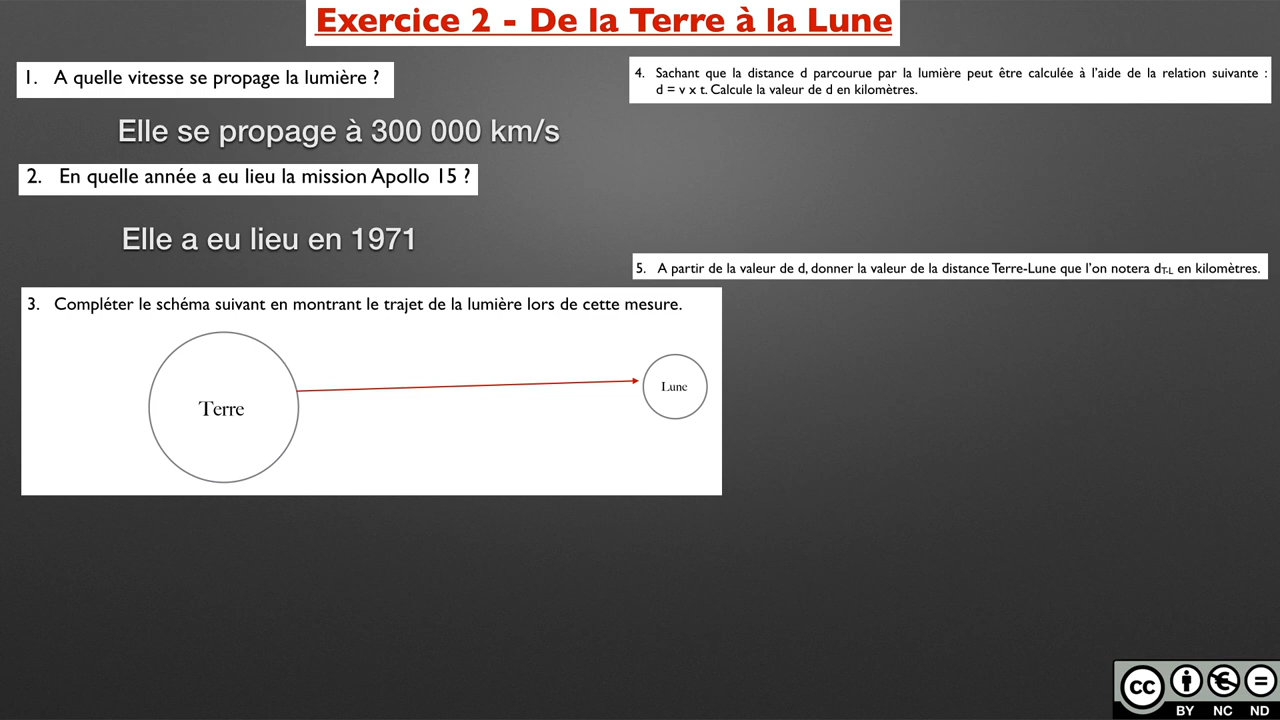 Exercice 2 - De la Terre à la Lune
1. A quelle vitesse se propage la lumière ?
Elle se propage à 300 000 km/s
2. En quelle année a eu lieu la mission Apollo 15 ?
Elle a eu lieu en 1971
3. Compléter le schéma suivant en montrant le trajet de la lumière lors de cette mesure.
Terre
Lune
4. Sachant que la distance d parcourue par la lumière peut être calculée à l'aide de la relation suivante :
d = v x t. Calcule la valeur de d en kilomètres.
5. A partir de la valeur de d, donner la valeur de la distance Terre-Lune que l'on notera dT-L en kilomètres.
cc
BY NC ND